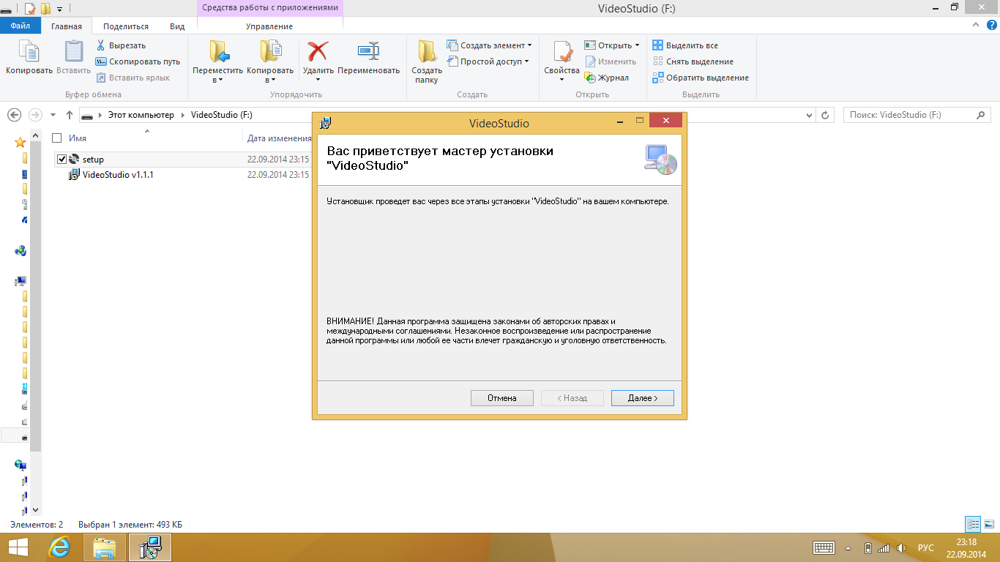 Средства работы с приложениями
VideoStudio (F:)
Файл
Главная
Поделиться
Вид
Управление
Копировать
Вставить
Вырезать
Скопировать путь
Вставить ярлык
Переместить в
Копировать в
Удалить
Переименовать
Создать папку
Создать элемент
Простой доступ
Свойства
Открыть
Изменить
Журнал
Выделить все
Снять выделение
Обратить выделение
Буфер обмена
Упорядочить
Создать
Открыть
Выделить
Этот компьютер
VideoStudio (F:)
Поиск: VideoStudio (F:)
Имя
Дата изменения
setup
22.09.2014 23:15
VideoStudio v1.1.1
22.09.2014 23:15
VideoStudio
Вас приветствует мастер установки
"VideoStudio"
Установщик проведет вас через все этапы установки "VideoStudio" на вашем компьютере.
ВНИМАНИЕ! Данная программа защищена законами об авторских правах и
международными соглашениями. Незаконное воспроизведение или распространение
данной программы или любой ее части влечет гражданскую и уголовную ответственность.
Отмена
< Назад
Далее >
Элементов: 2
Выбран 1 элемент: 493 КБ
РУС
23:18
22.09.2014